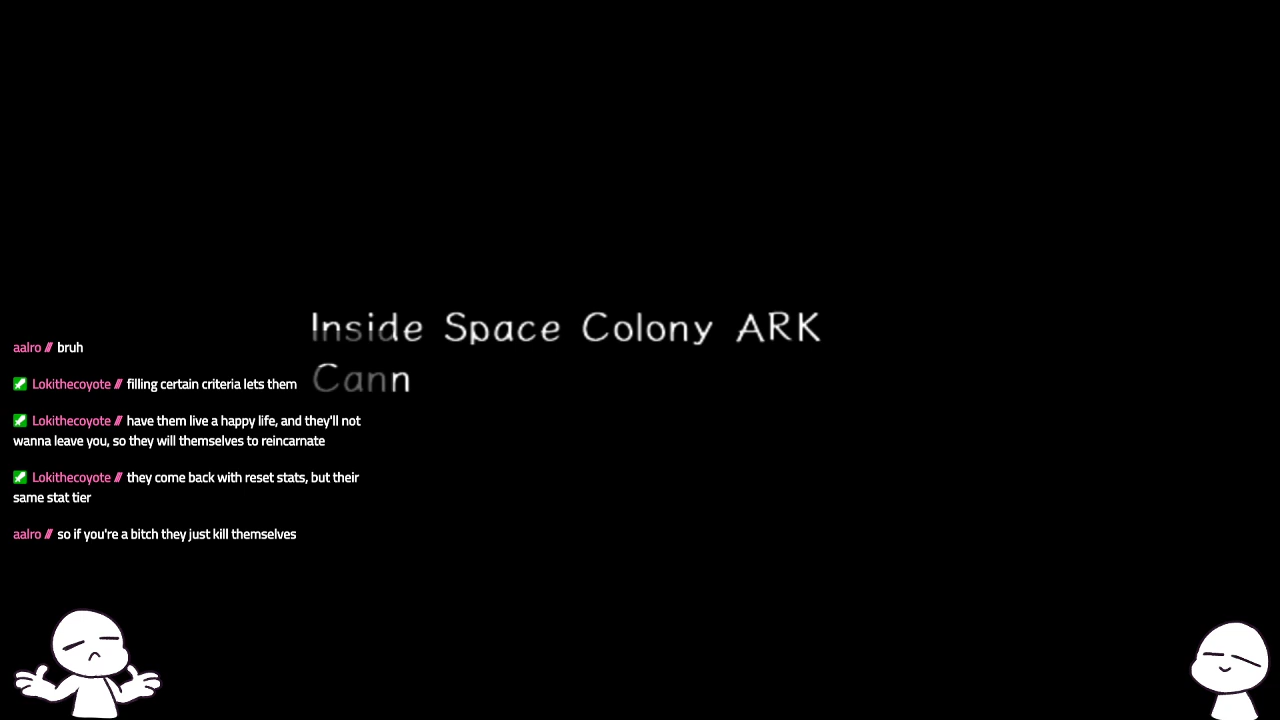 Inside Space Colony ARK
Cann
aalro // bruh
Lokithecoyote // filling certain criteria lets them
Lokithecoyote // have them live a happy life, and they'll not
wanna leave you, so they will themselves to reincarnate
Lokithecoyote // they come back with reset stats, but their
same stat tier
aalro // so if you're a bitch they just kill themselves